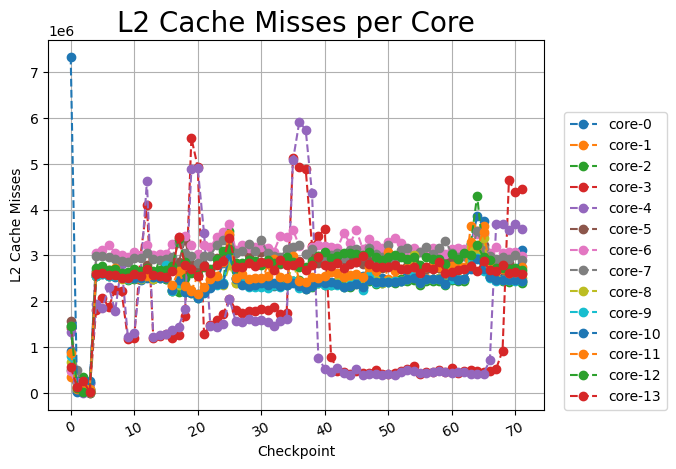 L2 Cache Misses per Core
1e6
7
6
5
4
3
2
1
0
L2 Cache Misses
0
10
20
30
40
50
60
70
Checkpoint
core-0
core-1
core-2
core-3
core-4
core-5
core-6
core-7
core-8
core-9
core-10
core-11
core-12
core-13